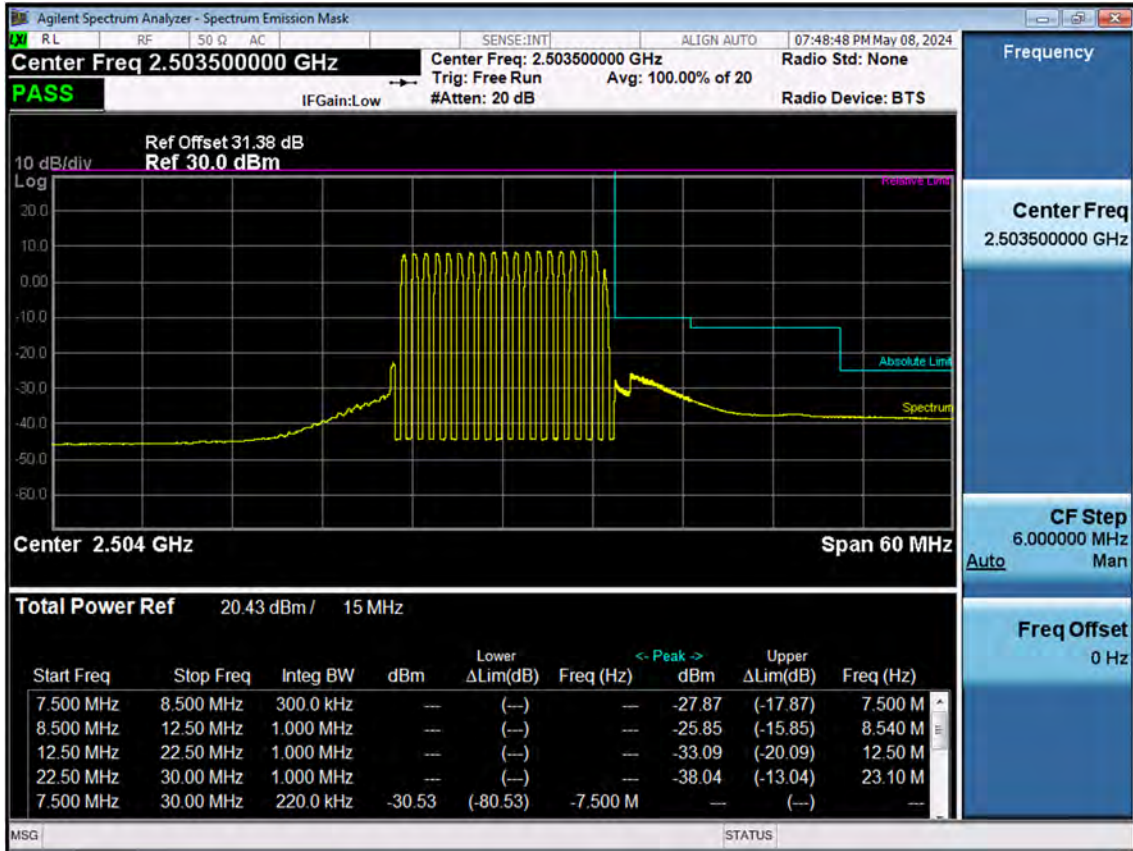 Agilent Spectrum Analyzer - Spectrum Emission Mask
LXI RL RF 50 Ω AC SENSE:INT ALIGN AUTO 07:48:48 PM May 08, 2024
Center Freq 2.503500000 GHz Center Freq: 2.503500000 GHz Radio Std: None
Trig: Free Run Avg: 100.00% of 20
PASS IFGain:Low #Atten: 20 dB Radio Device: BTS
Ref Offset 31.38 dB
10 dB/div Ref 30.0 dBm
Log
Relative Limit
20.0
10.0
0.00
-10.0
-20.0
Absolute Limit
-30.0
Spectrum
-40.0
-50.0
-60.0
Center 2.504 GHz Span 60 MHz
Total Power Ref 20.43 dBm / 15 MHz
Lower <- Peak -> Upper
Start Freq Stop Freq Integ BW dBm ΔLim(dB) Freq (Hz) dBm ΔLim(dB) Freq (Hz)
7.500 MHz 8.500 MHz 300.0 kHz --- (---) --- -27.87 (-17.87) 7.500 M
8.500 MHz 12.50 MHz 1.000 MHz --- (---) --- -25.85 (-15.85) 8.540 M
12.50 MHz 22.50 MHz 1.000 MHz --- (---) --- -33.09 (-20.09) 12.50 M
22.50 MHz 30.00 MHz 1.000 MHz --- (---) --- -38.04 (-13.04) 23.10 M
7.500 MHz 30.00 MHz 220.0 kHz -30.53 (-80.53) -7.500 M --- (---) ---
MSG STATUS
Frequency
Center Freq
2.503500000 GHz
CF Step
6.000000 MHz
Auto Man
Freq Offset
0 Hz